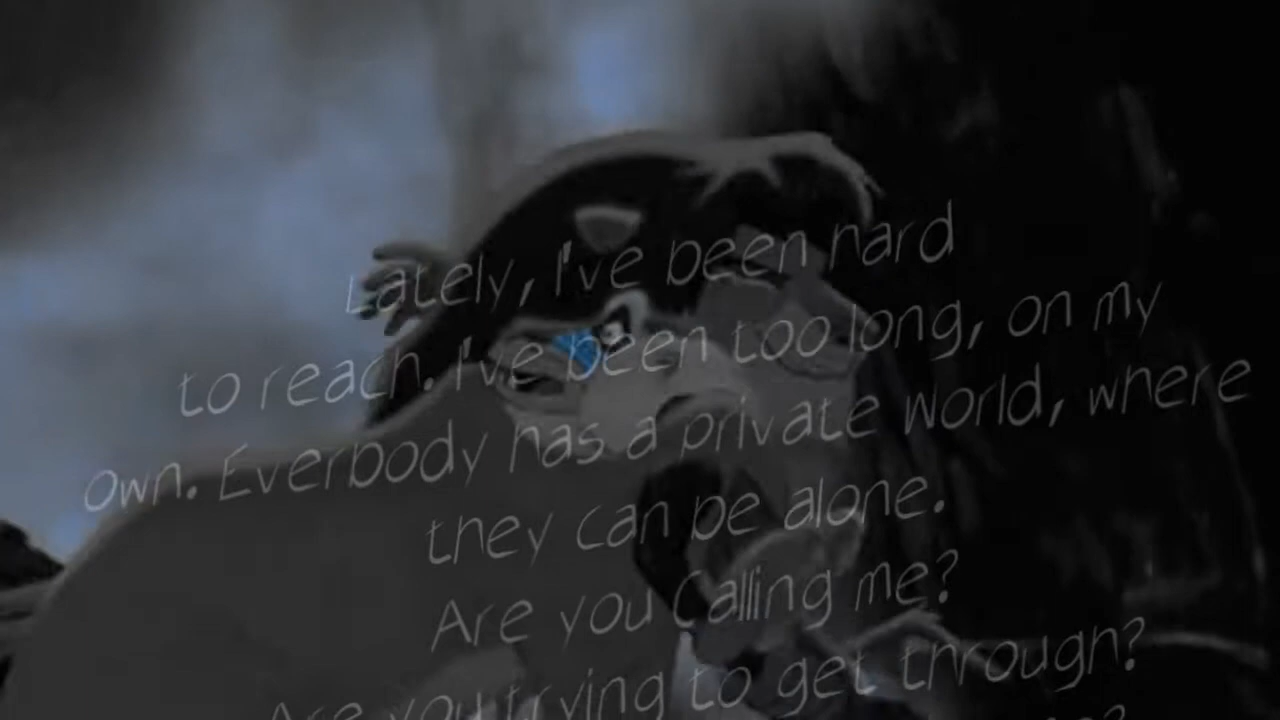 Lately, I've been hard
to reach. I've been too long, on my
own. Everbody has a private world, where
they can be alone.
Are you Calling me?
Are you trying to get through?